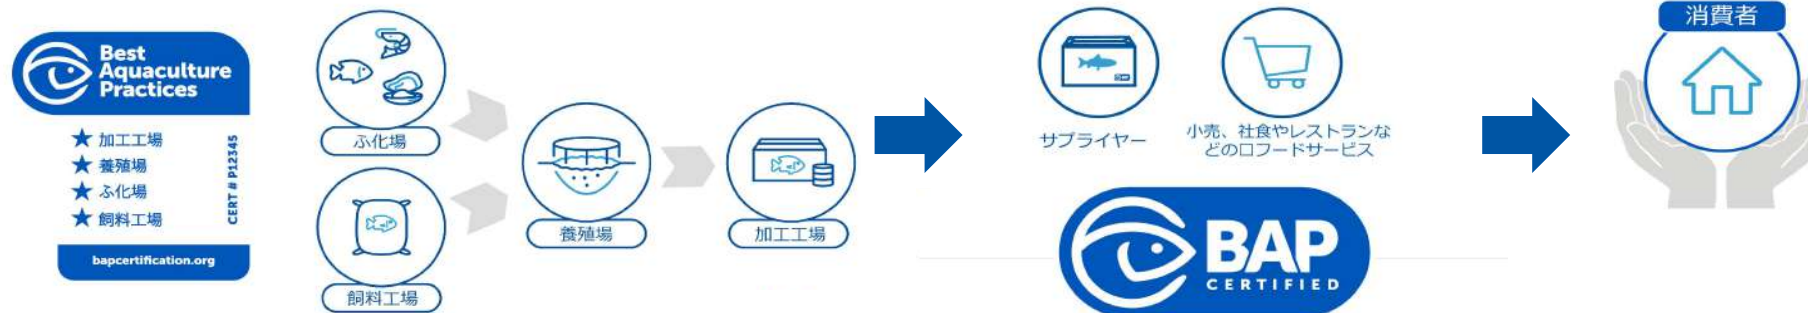 Best
Aquaculture
Practices
★ 加工工場
★ 養殖場
★ ふ化場
★ 飼料工場
CERT # P12345
bapcertification.org
ふ化場
飼料工場
養殖場
加工工場
サプライヤー
小売、社食やレストランな
どの口フードサービス
BAP
CERTIFIED
消費者